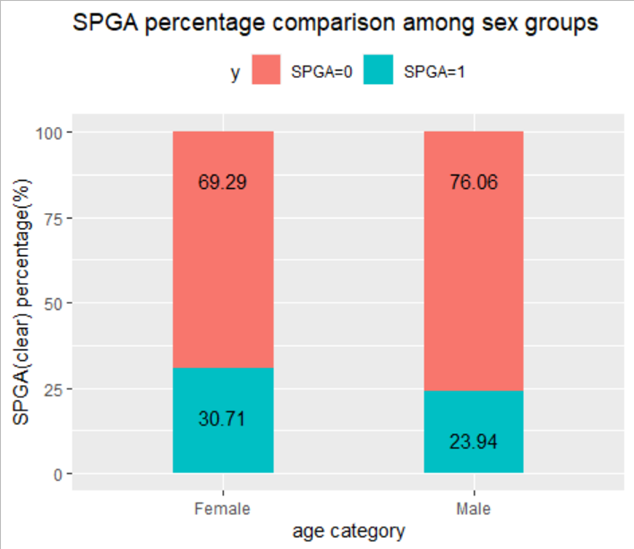 SPGA percentage comparison among sex groups
y SPGA=0 SPGA=1
SPGA(clear) percentage(%)
100
75
50
25
0
69.29
76.06
30.71
23.94
Female Male
age category